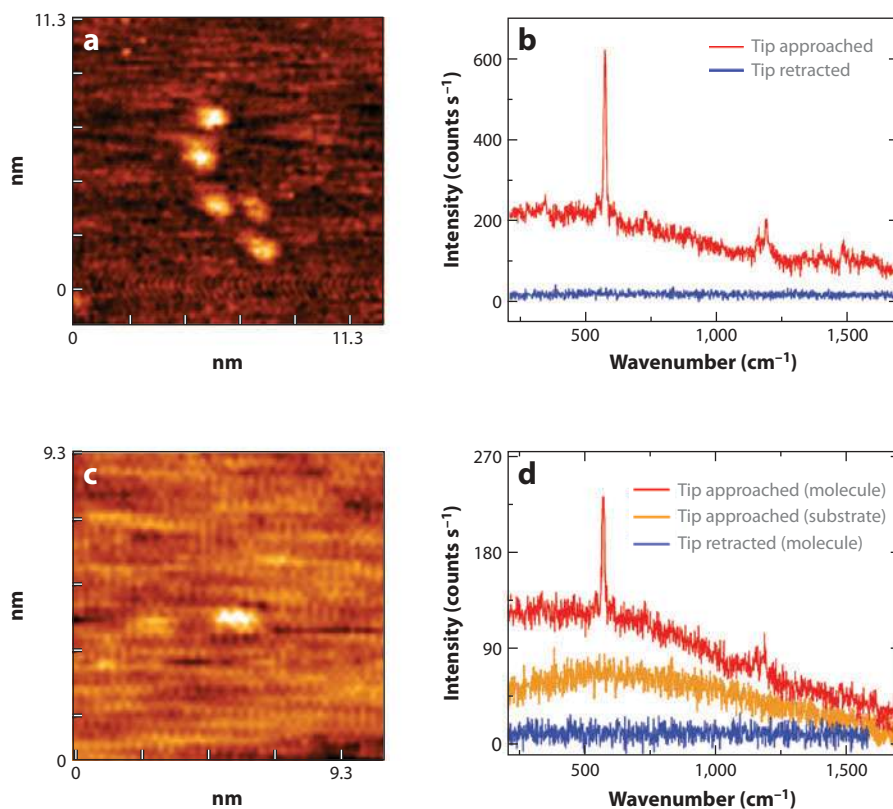 11.3
a
nm
0
0
11.3
nm
b
600
400
200
0
Intensity (counts s⁻¹)
Tip approached
Tip retracted
500
1,000
1,500
Wavenumber (cm⁻¹)
9.3
c
nm
0
0
9.3
nm
d
270
180
90
0
Intensity (counts s⁻¹)
Tip approached (molecule)
Tip approached (substrate)
Tip retracted (molecule)
500
1,000
1,500
Wavenumber (cm⁻¹)